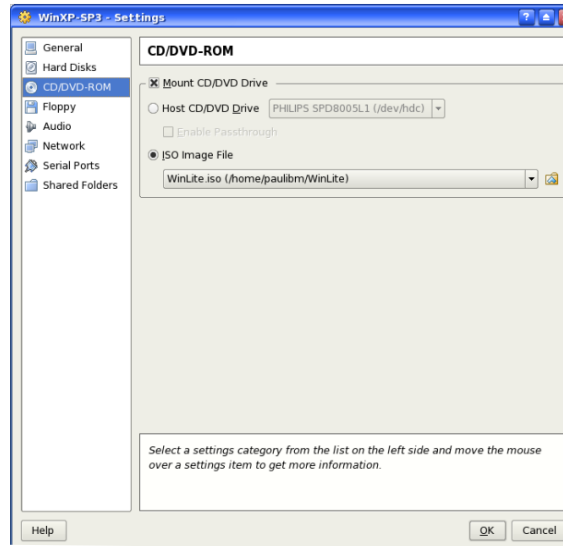 WinXP-SP3 - Settings
General
Hard Disks
CD/DVD-ROM
Floppy
Audio
Network
Serial Ports
Shared Folders
CD/DVD-ROM
Mount CD/DVD Drive
Host CD/DVD Drive PHILIPS SPD8005L1 (/dev/hdc)
Enable Passthrough
ISO Image File
WinLite.iso (/home/paulibm/WinLite)
Select a settings category from the list on the left side and move the mouse
over a settings item to get more information.
Help OK Cancel